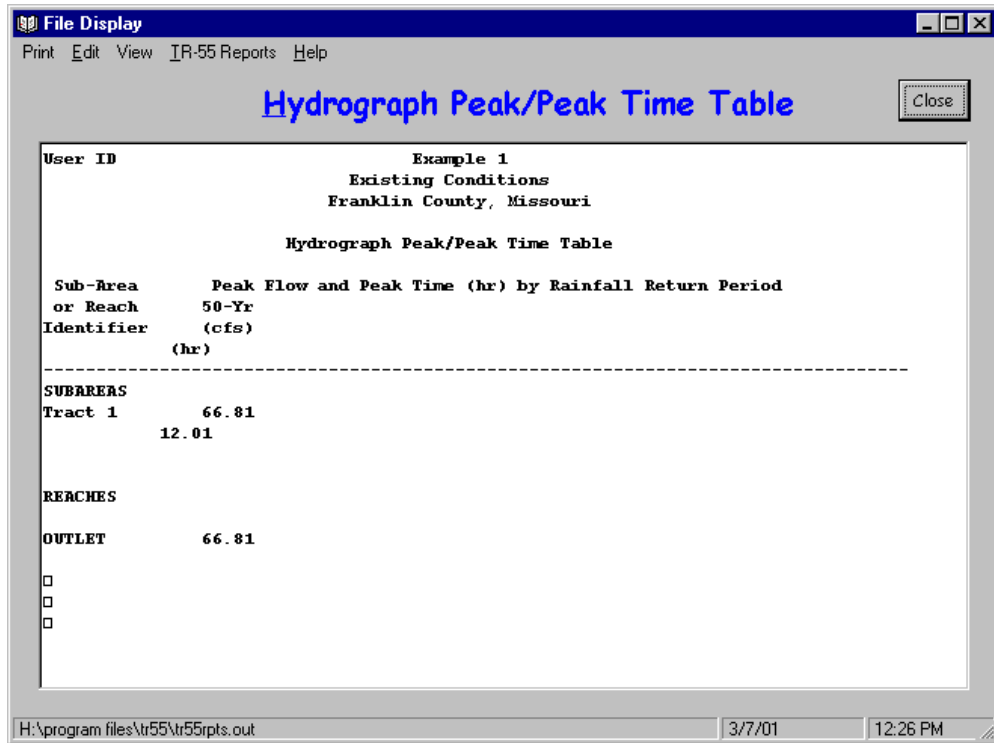 File Display
Print Edit View TR-55 Reports Help
Hydrograph Peak/Peak Time Table
Close
User ID Example 1
Existing Conditions
Franklin County, Missouri
Hydrograph Peak/Peak Time Table
Sub-Area Peak Flow and Peak Time (hr) by Rainfall Return Period
or Reach 50-Yr
Identifier (cfs)
(hr)
SUBAREAS
Tract 1 66.81
12.01
REACHES
OUTLET 66.81
H:\program files\tr55\tr55rpts.out 3/7/01 12:26 PM